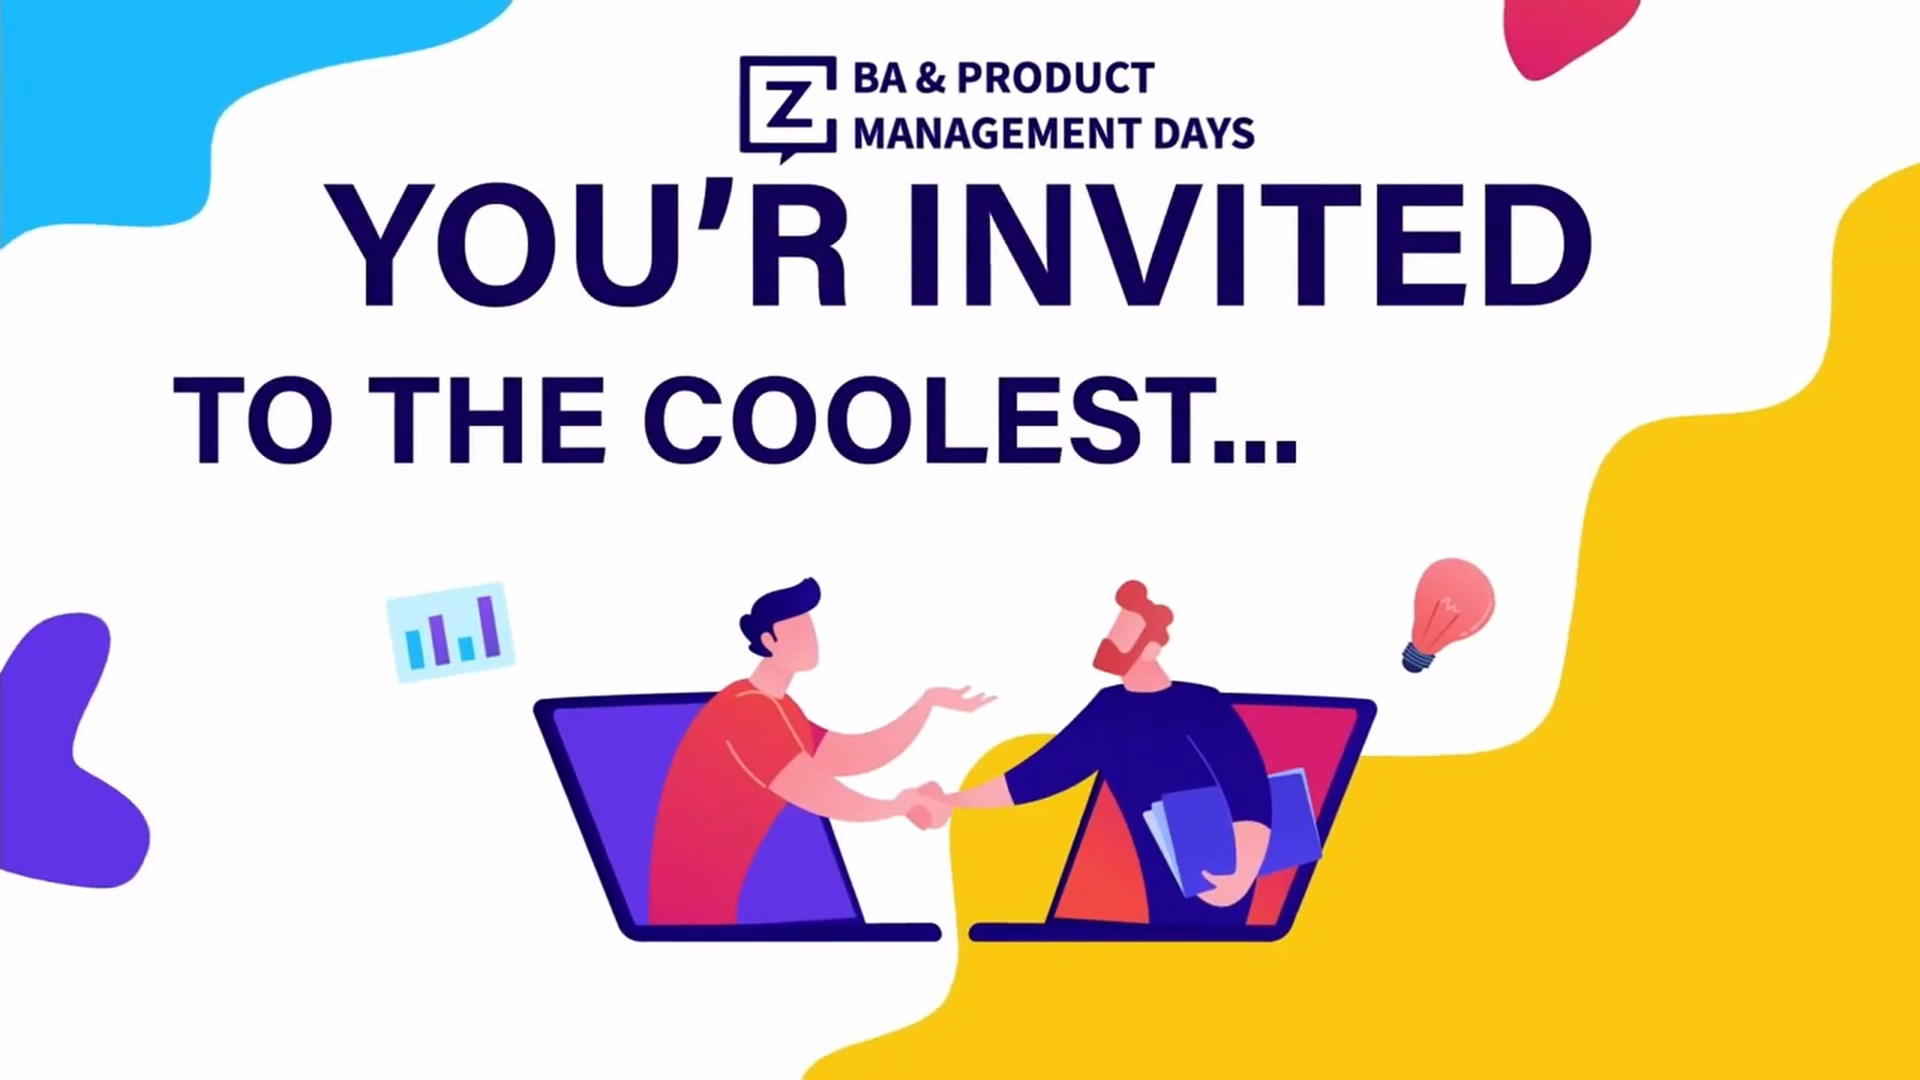 Z
BA & PRODUCT
MANAGEMENT DAYS
YOU’R INVITED
TO THE COOLEST...